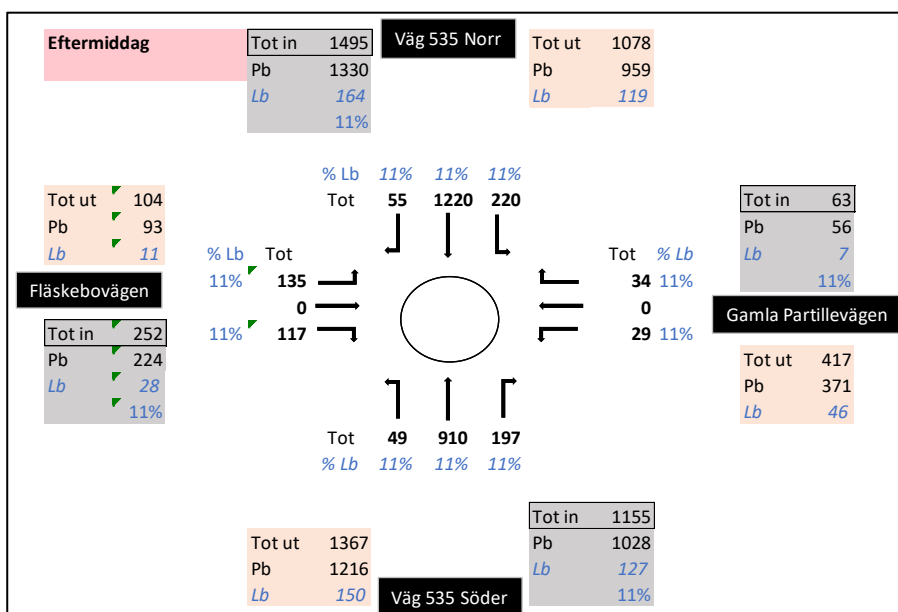 Eftermiddag
Tot in 1495
Pb 1330
Lb 164
11%
Väg 535 Norr
Tot ut 1078
Pb 959
Lb 119
% Lb 11% 11% 11%
Tot 55 1220 220
Tot ut 104
Pb 93
Lb 11
Fläskebovägen
Tot in 252
Pb 224
Lb 28
11%
% Lb Tot
11% 135
0
11% 117
Tot % Lb
34 11%
0
29 11%
Tot in 63
Pb 56
Lb 7
11%
Gamla Partillevägen
Tot ut 417
Pb 371
Lb 46
Tot 49 910 197
% Lb 11% 11% 11%
Tot ut 1367
Pb 1216
Lb 150
Väg 535 Söder
Tot in 1155
Pb 1028
Lb 127
11%